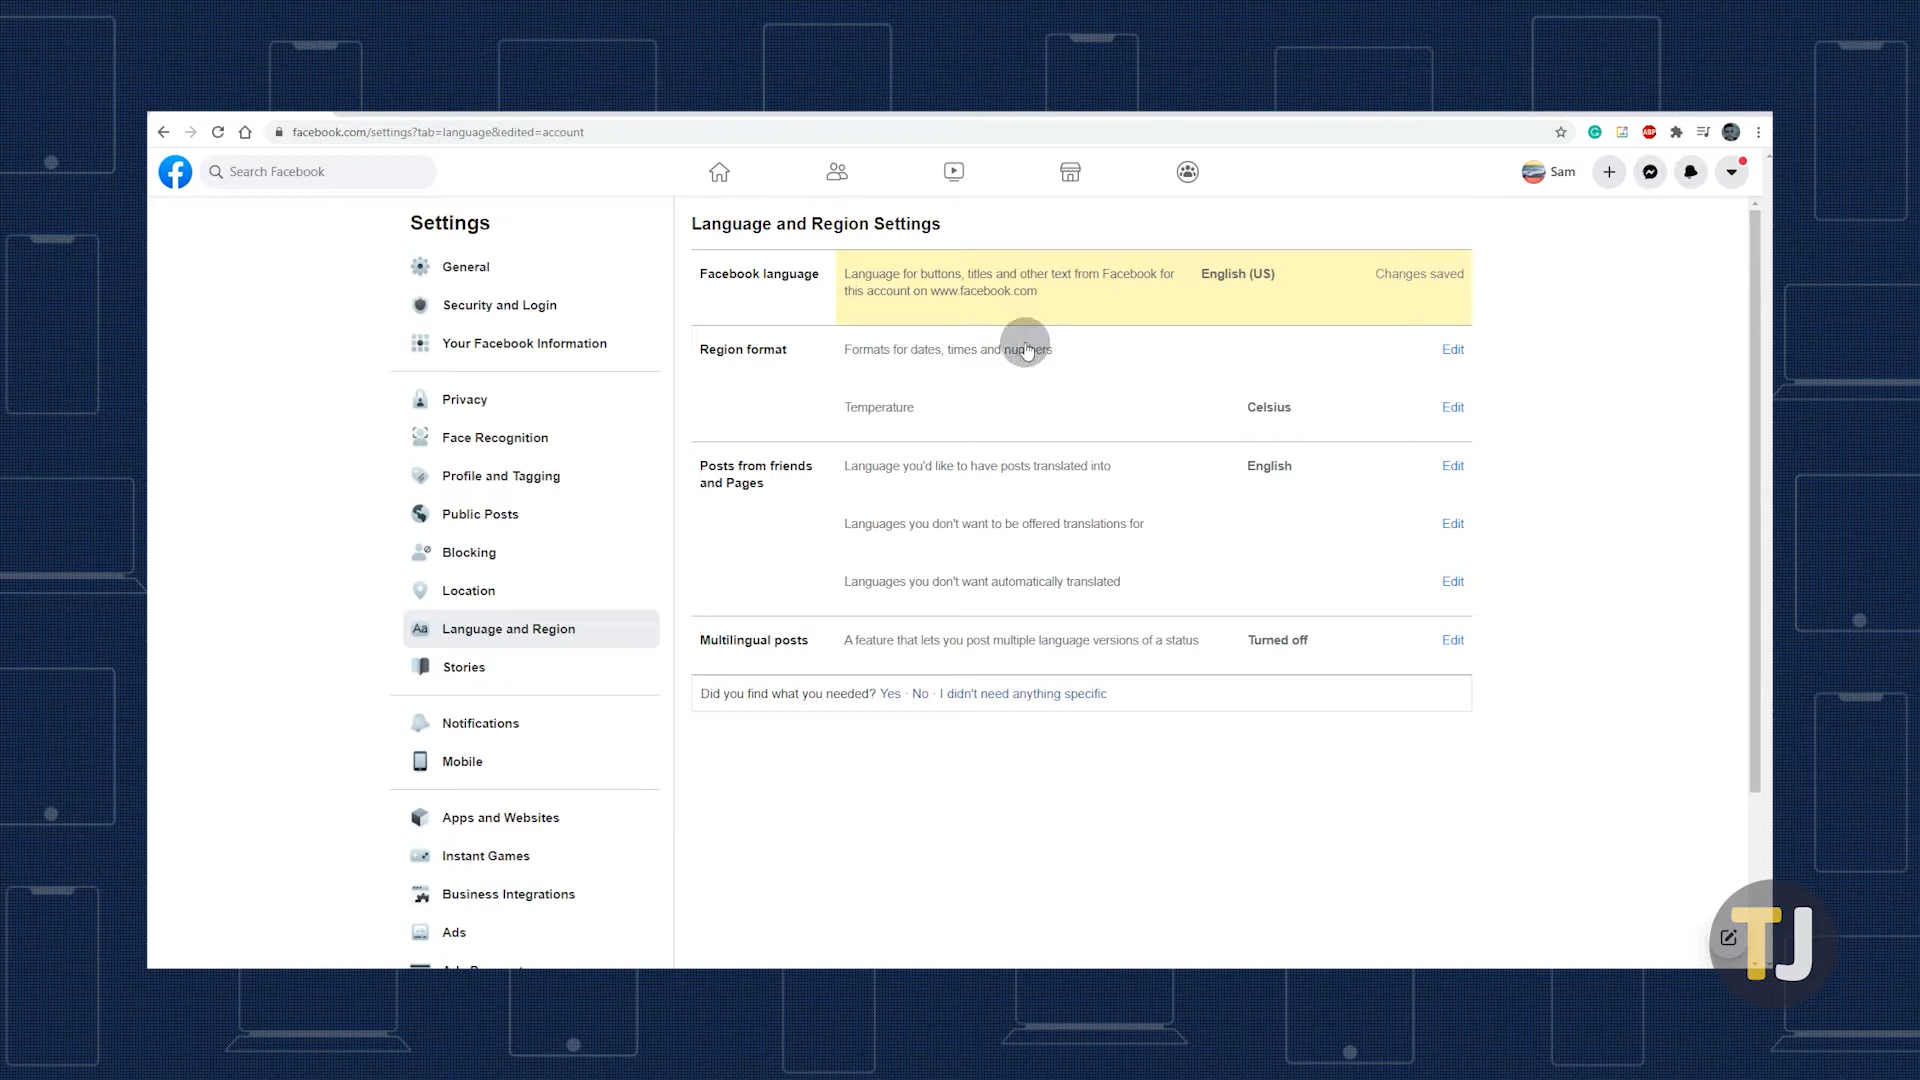 facebook.com/settings?tab=language&edited=account
ABP
Search Facebook
Sam
Settings
General
Security and Login
Your Facebook Information
Privacy
Face Recognition
Profile and Tagging
Public Posts
Blocking
Location
Aa Language and Region
Stories
Notifications
Mobile
Apps and Websites
Instant Games
Business Integrations
Ads
Language and Region Settings
Facebook language
Language for buttons, titles and other text from Facebook for
this account on www.facebook.com
English (US)
Changes saved
Region format
Formats for dates, times and numbers
Edit
Temperature
Celsius
Edit
Posts from friends
and Pages
Language you'd like to have posts translated into
English
Edit
Languages you don't want to be offered translations for
Edit
Languages you don't want automatically translated
Edit
Multilingual posts
A feature that lets you post multiple language versions of a status
Turned off
Edit
Did you find what you needed? Yes · No · I didn't need anything specific
TJ